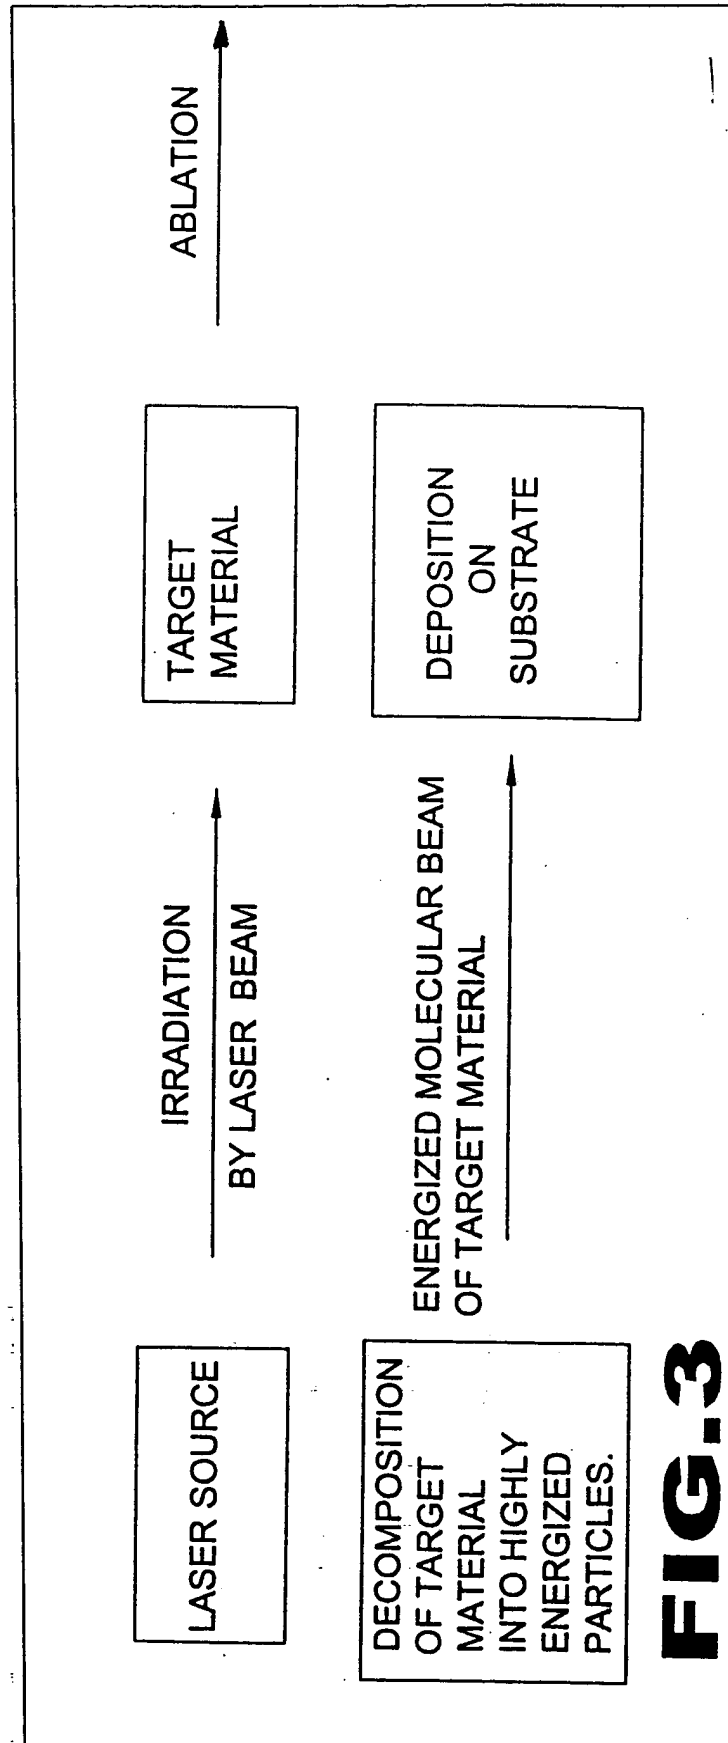 LASER SOURCE
IRRADIATION
BY LASER BEAM
TARGET
MATERIAL
ABLATION
DECOMPOSITION
OF TARGET
MATERIAL
INTO HIGHLY
ENERGIZED
PARTICLES.
ENERGIZED MOLECULAR BEAM
OF TARGET MATERIAL
DEPOSITION
ON
SUBSTRATE
FIG.3